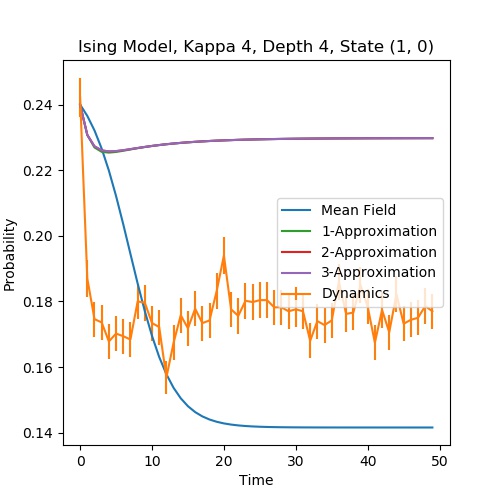 Ising Model, Kappa 4, Depth 4, State (1, 0)
Probability
0.24
0.22
0.20
0.18
0.16
0.14
Mean Field
1-Approximation
2-Approximation
3-Approximation
Dynamics
0 10 20 30 40 50
Time